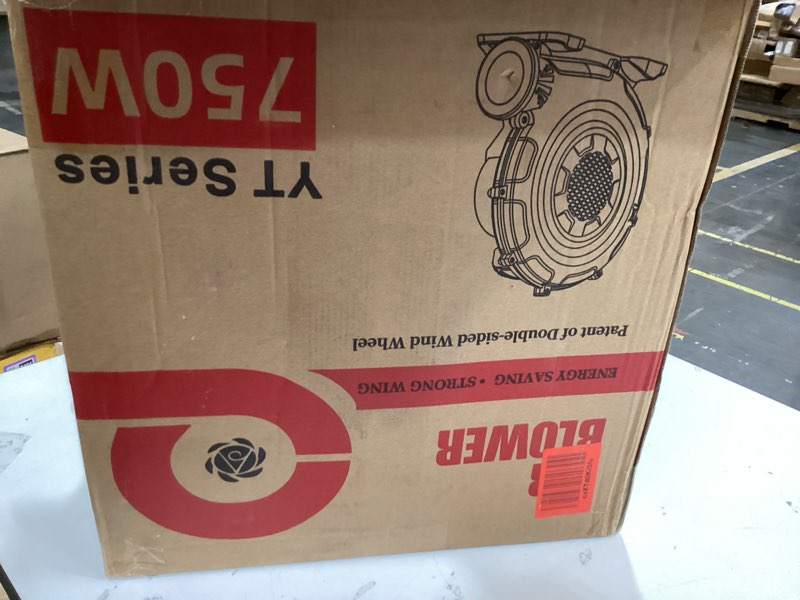 BLOWER
ENERGY SAVING • STRONG WING
Patent of Double-sided Wind Wheel
YT Series
750W